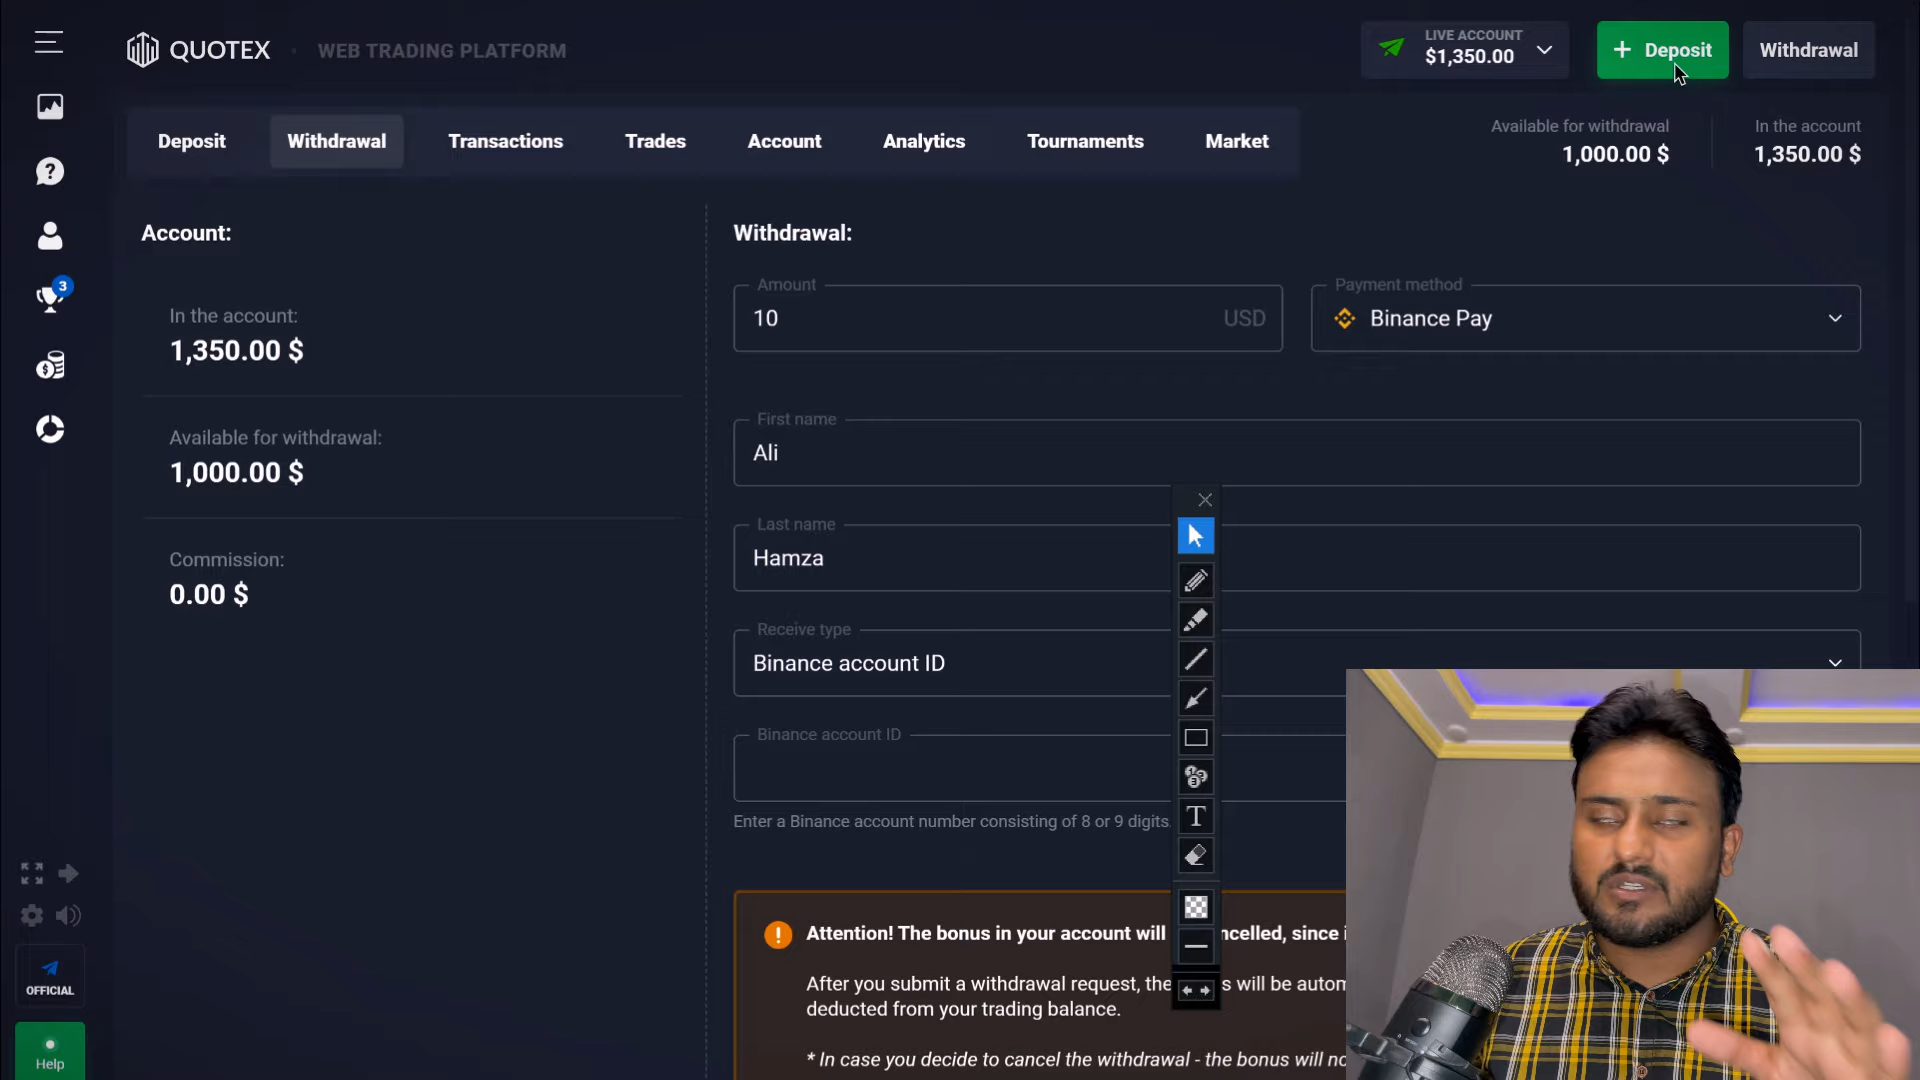 QUOTEX
WEB TRADING PLATFORM
LIVE ACCOUNT
$1,350.00
+ Deposit
Withdrawal
Deposit
Withdrawal
Transactions
Trades
Account
Analytics
Tournaments
Market
Available for withdrawal
1,000.00 $
In the account
1,350.00 $
3
Account:
In the account:
1,350.00 $
Available for withdrawal:
1,000.00 $
Commission:
0.00 $
Withdrawal:
Amount
10
USD
Payment method
Binance Pay
First name
Ali
Last name
Hamza
Receive type
Binance account ID
Binance account ID
Enter a Binance account number consisting of 8 or 9 digits.
T
Attention! The bonus in your account will ncelled, since i
After you submit a withdrawal request, the s will be autom
deducted from your trading balance.
* In case you decide to cancel the withdrawal - the bonus will no
OFFICIAL
Help